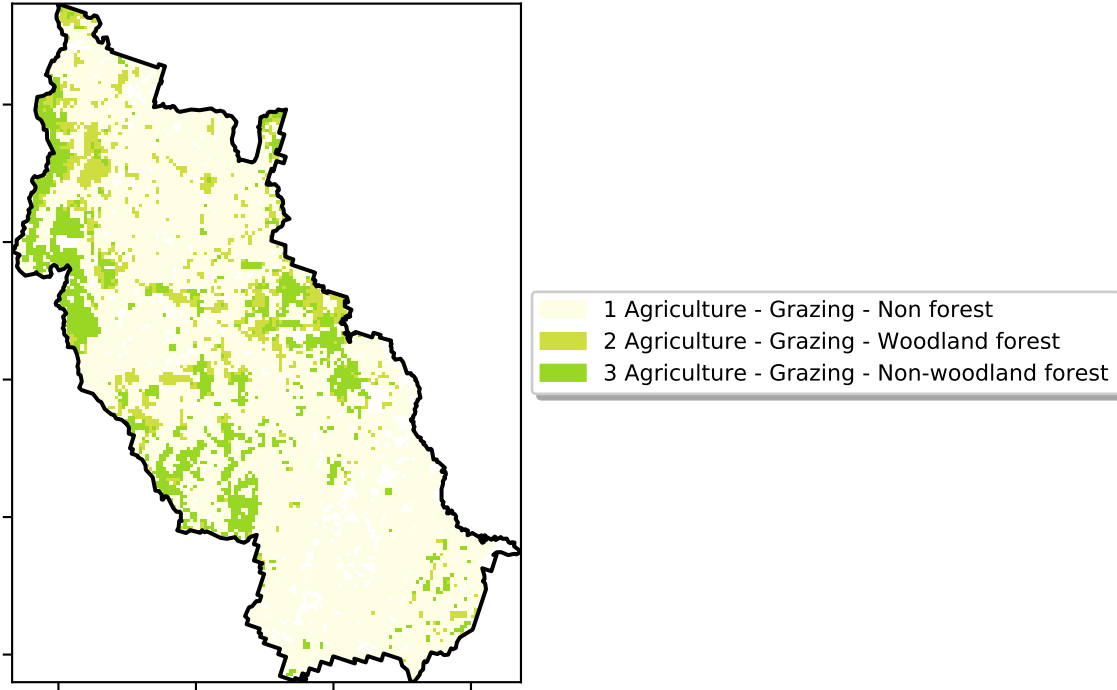 1 Agriculture - Grazing - Non forest
2 Agriculture - Grazing - Woodland forest
3 Agriculture - Grazing - Non-woodland forest